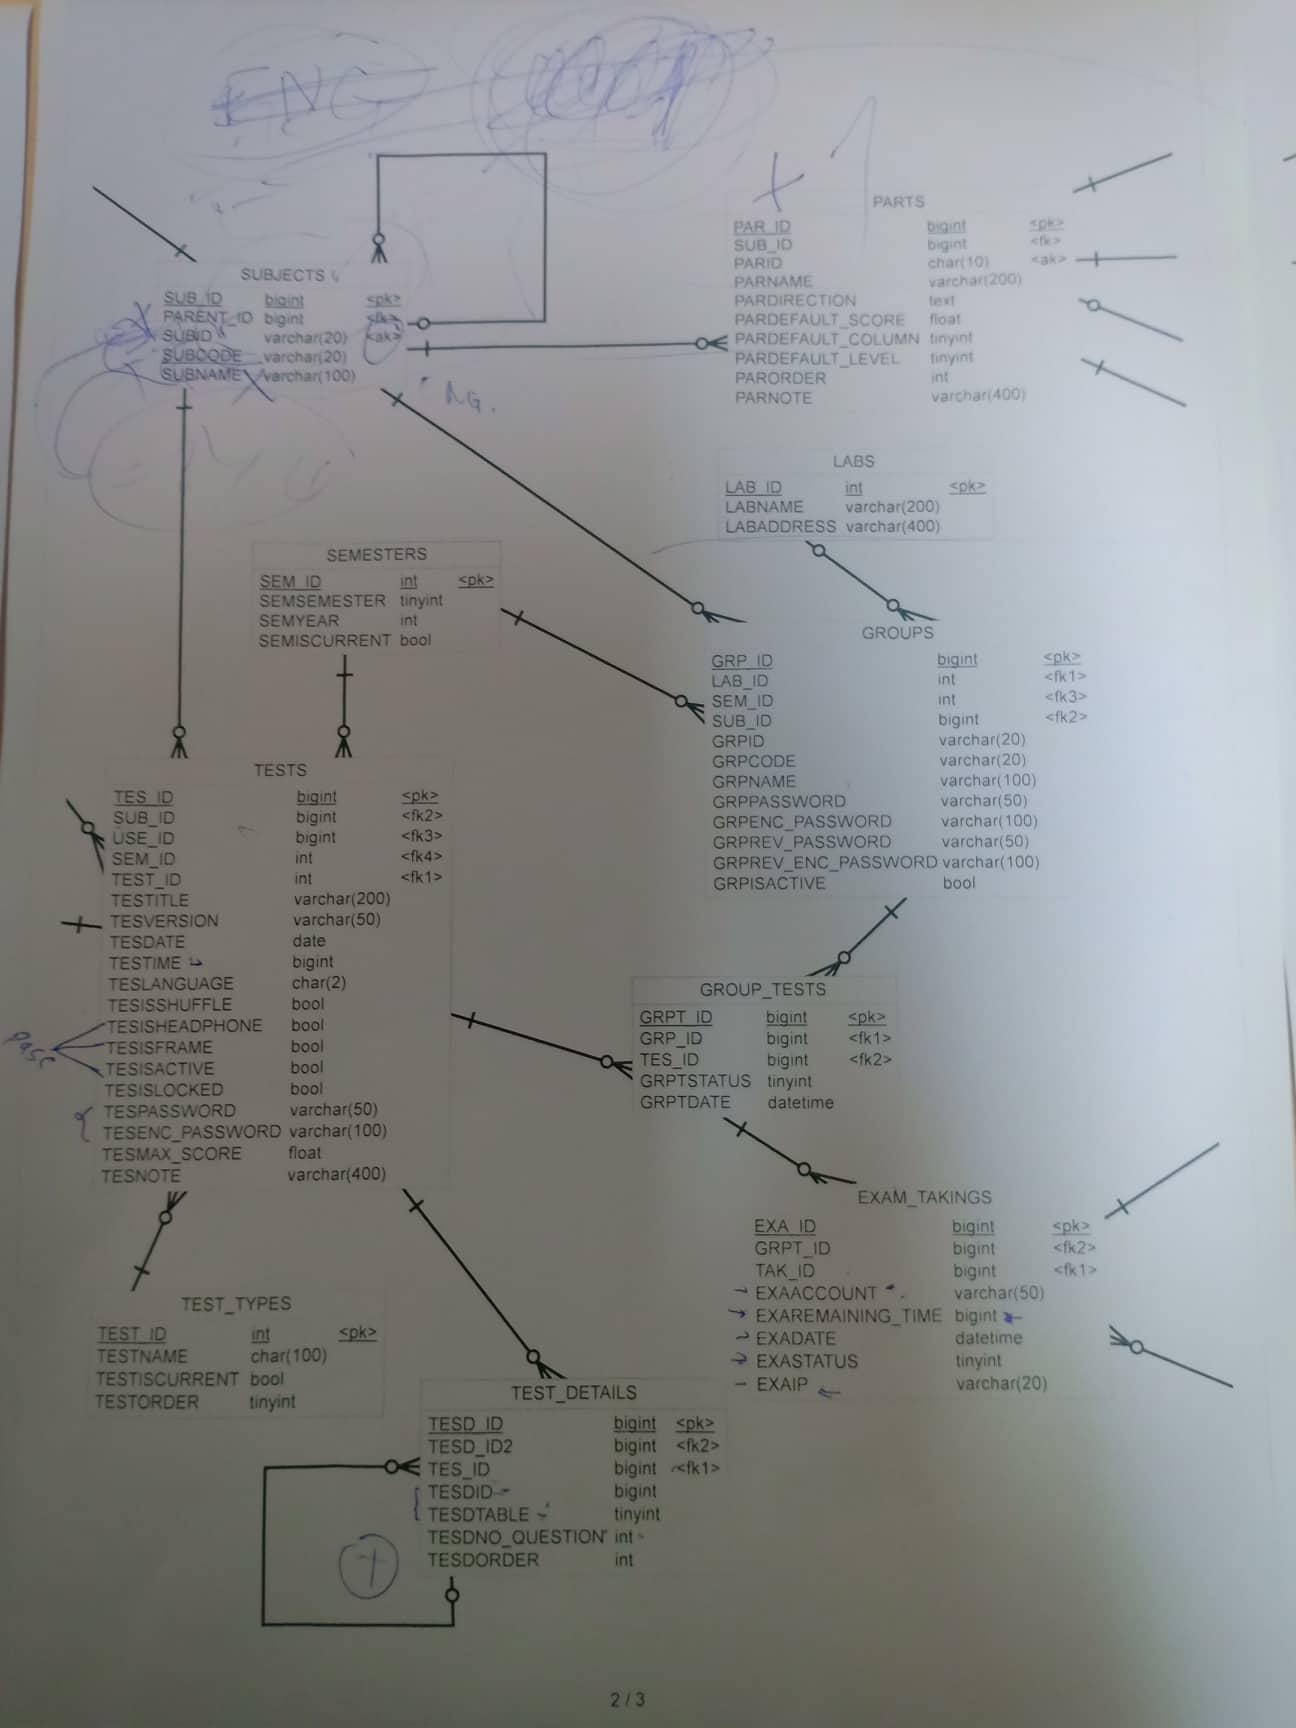 ENG
+ 1
PARTS
PAR_ID bigint <pk>
SUB_ID bigint <fk>
PARID char(10) <ak>
PARNAME varchar(200)
PARDIRECTION text
PARDEFAULT_SCORE float
PARDEFAULT_COLUMN tinyint
PARDEFAULT_LEVEL tinyint
PARORDER int
PARNOTE varchar(400)
SUBJECTS
SUB_ID bigint <pk>
PARENT_ID bigint <fk>
SUBID varchar(20) <ak>
SUBCODE varchar(20)
SUBNAME varchar(100)
LABS
LAB_ID int <pk>
LABNAME varchar(200)
LABADDRESS varchar(400)
SEMESTERS
SEM_ID int <pk>
SEMSEMESTER tinyint
SEMYEAR int
SEMISCURRENT bool
GROUPS
GRP_ID bigint <pk>
LAB_ID int <fk1>
SEM_ID int <fk3>
SUB_ID bigint <fk2>
GRPID varchar(20)
GRPCODE varchar(20)
GRPNAME varchar(100)
GRPPASSWORD varchar(50)
GRPENC_PASSWORD varchar(100)
GRPREV_PASSWORD varchar(50)
GRPREV_ENC_PASSWORD varchar(100)
GRPISACTIVE bool
TESTS
TES_ID bigint <pk>
SUB_ID bigint <fk2>
USE_ID bigint <fk3>
SEM_ID int <fk4>
TEST_ID int <fk1>
TESTITLE varchar(200)
TESVERSION varchar(50)
TESDATE date
TESTIME bigint
TESLANGUAGE char(2)
TESISSHUFFLE bool
TESISHEADPHONE bool
TESISFRAME bool
TESISACTIVE bool
TESISLOCKED bool
TESPASSWORD varchar(50)
TESENC_PASSWORD varchar(100)
TESMAX_SCORE float
TESNOTE varchar(400)
GROUP_TESTS
GRPT_ID bigint <pk>
GRP_ID bigint <fk1>
TES_ID bigint <fk2>
GRPTSTATUS tinyint
GRPTDATE datetime
EXAM_TAKINGS
EXA_ID bigint <pk>
GRPT_ID bigint <fk2>
TAK_ID bigint <fk1>
EXAACCOUNT varchar(50)
EXAREMAINING_TIME bigint
EXADATE datetime
EXASTATUS tinyint
EXAIP varchar(20)
TEST_TYPES
TEST_ID int <pk>
TESTNAME char(100)
TESTISCURRENT bool
TESTORDER tinyint
TEST_DETAILS
TESD_ID bigint <pk>
TESD_ID2 bigint <fk2>
TES_ID bigint <fk1>
TESDID bigint
TESDTABLE tinyint
TESDNO_QUESTION int
TESDORDER int
2 / 3